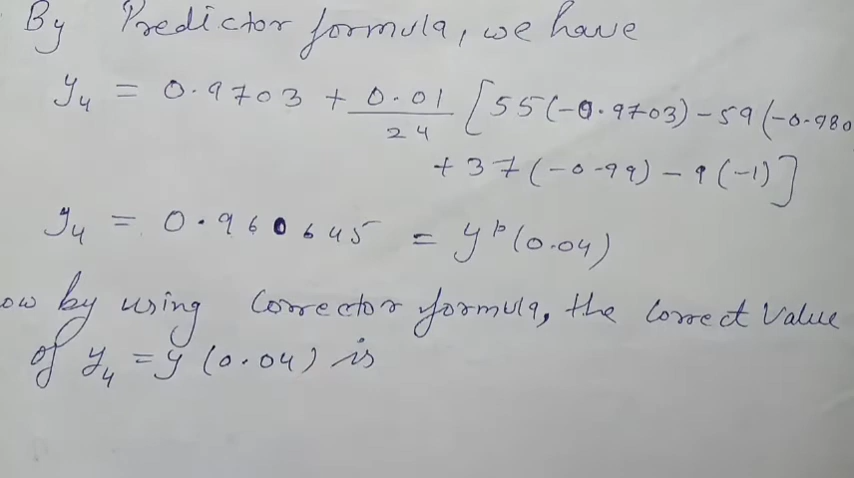 By Predictor formula, we have
y₄ = 0.9703 + 0.01/24 [55(-0.9703) - 59(-0.980
+ 37(-0.99) - 9(-1)]
y₄ = 0.960645 = yᵖ(0.04)
ow by using Corrector formula, the Correct Value
of y₄ = y(0.04) is